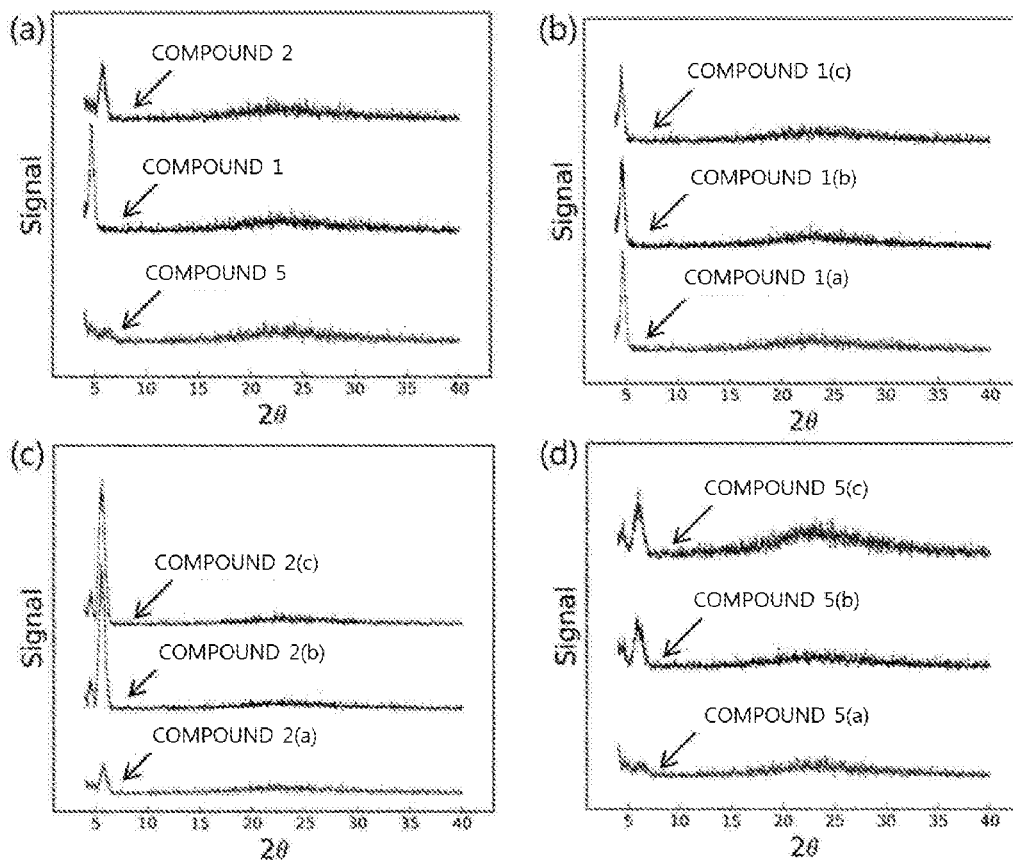 (a)
COMPOUND 2
COMPOUND 1
COMPOUND 5
Signal
5 10 15 20 25 30 35 40
2θ
(b)
COMPOUND 1(c)
COMPOUND 1(b)
COMPOUND 1(a)
Signal
5 10 15 20 25 30 35 40
2θ
(c)
COMPOUND 2(c)
COMPOUND 2(b)
COMPOUND 2(a)
Signal
5 10 15 20 25 30 35 40
2θ
(d)
COMPOUND 5(c)
COMPOUND 5(b)
COMPOUND 5(a)
Signal
5 10 15 20 25 30 35 40
2θ